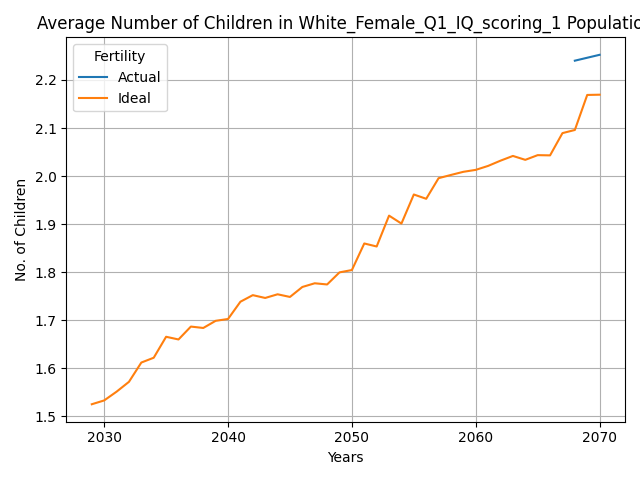 Average Number of Children in White_Female_Q1_IQ_scoring_1 Populatio
Fertility
Actual
Ideal
No. of Children
2.2
2.1
2.0
1.9
1.8
1.7
1.6
1.5
2030 2040 2050 2060 2070
Years